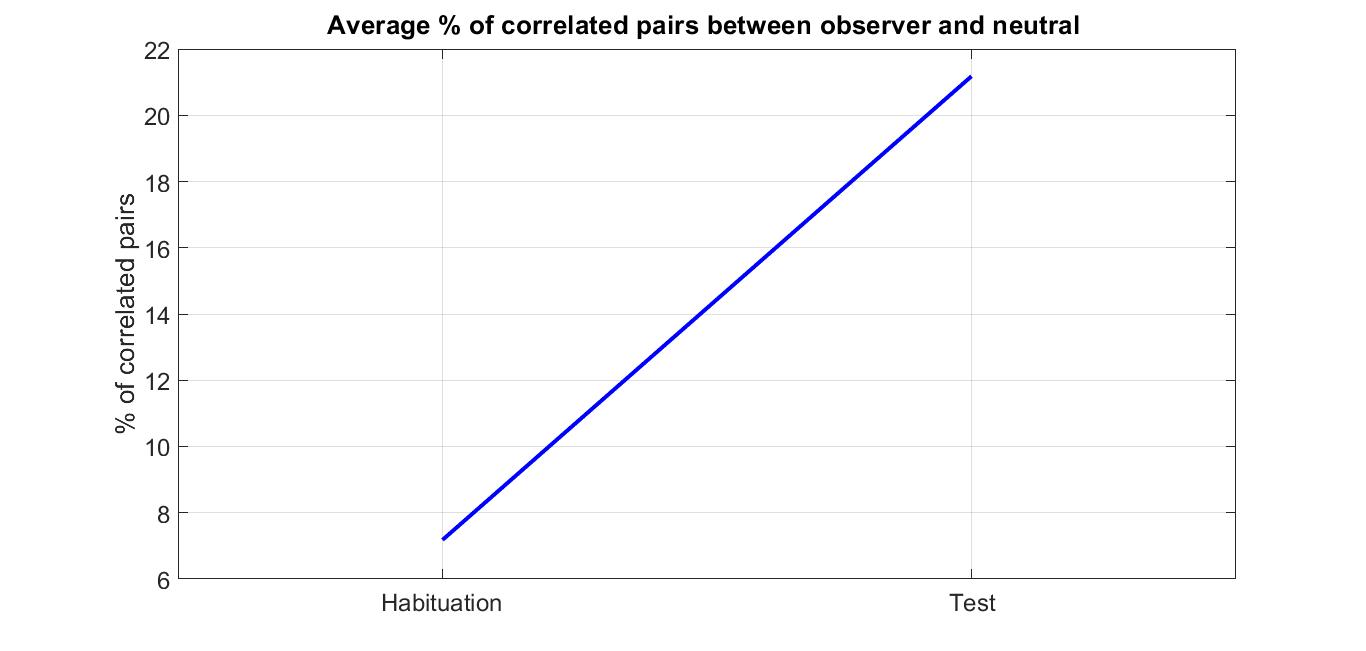 Average % of correlated pairs between observer and neutral
22
20
18
16
14
12
10
8
6
% of correlated pairs
Habituation
Test